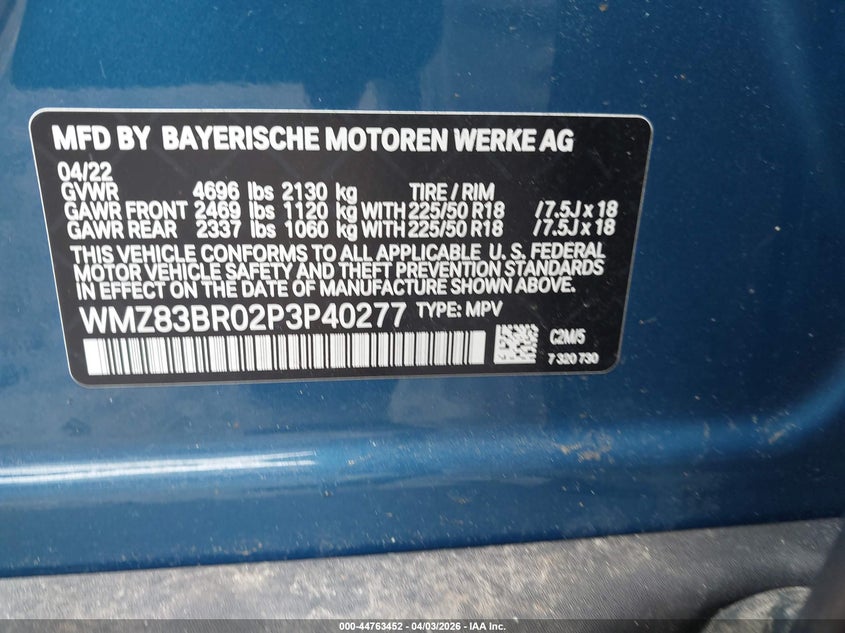 MFD BY BAYERISCHE MOTOREN WERKE AG
04/22
GVWR 4696 lbs 2130 kg TIRE / RIM
GAWR FRONT 2469 lbs 1120 kg WITH 225/50 R18 /7.5J x 18
GAWR REAR 2337 lbs 1060 kg WITH 225/50 R18 /7.5J x 18
THIS VEHICLE CONFORMS TO ALL APPLICABLE U. S. FEDERAL
MOTOR VEHICLE SAFETY AND THEFT PREVENTION STANDARDS
IN EFFECT ON THE DATE OF MANUFACTURE SHOWN ABOVE.
WMZ83BR02P3P40277 TYPE: MPV
C2M/5
7 320 730
000-44763452 | 04/03/2026 | IAA Inc.